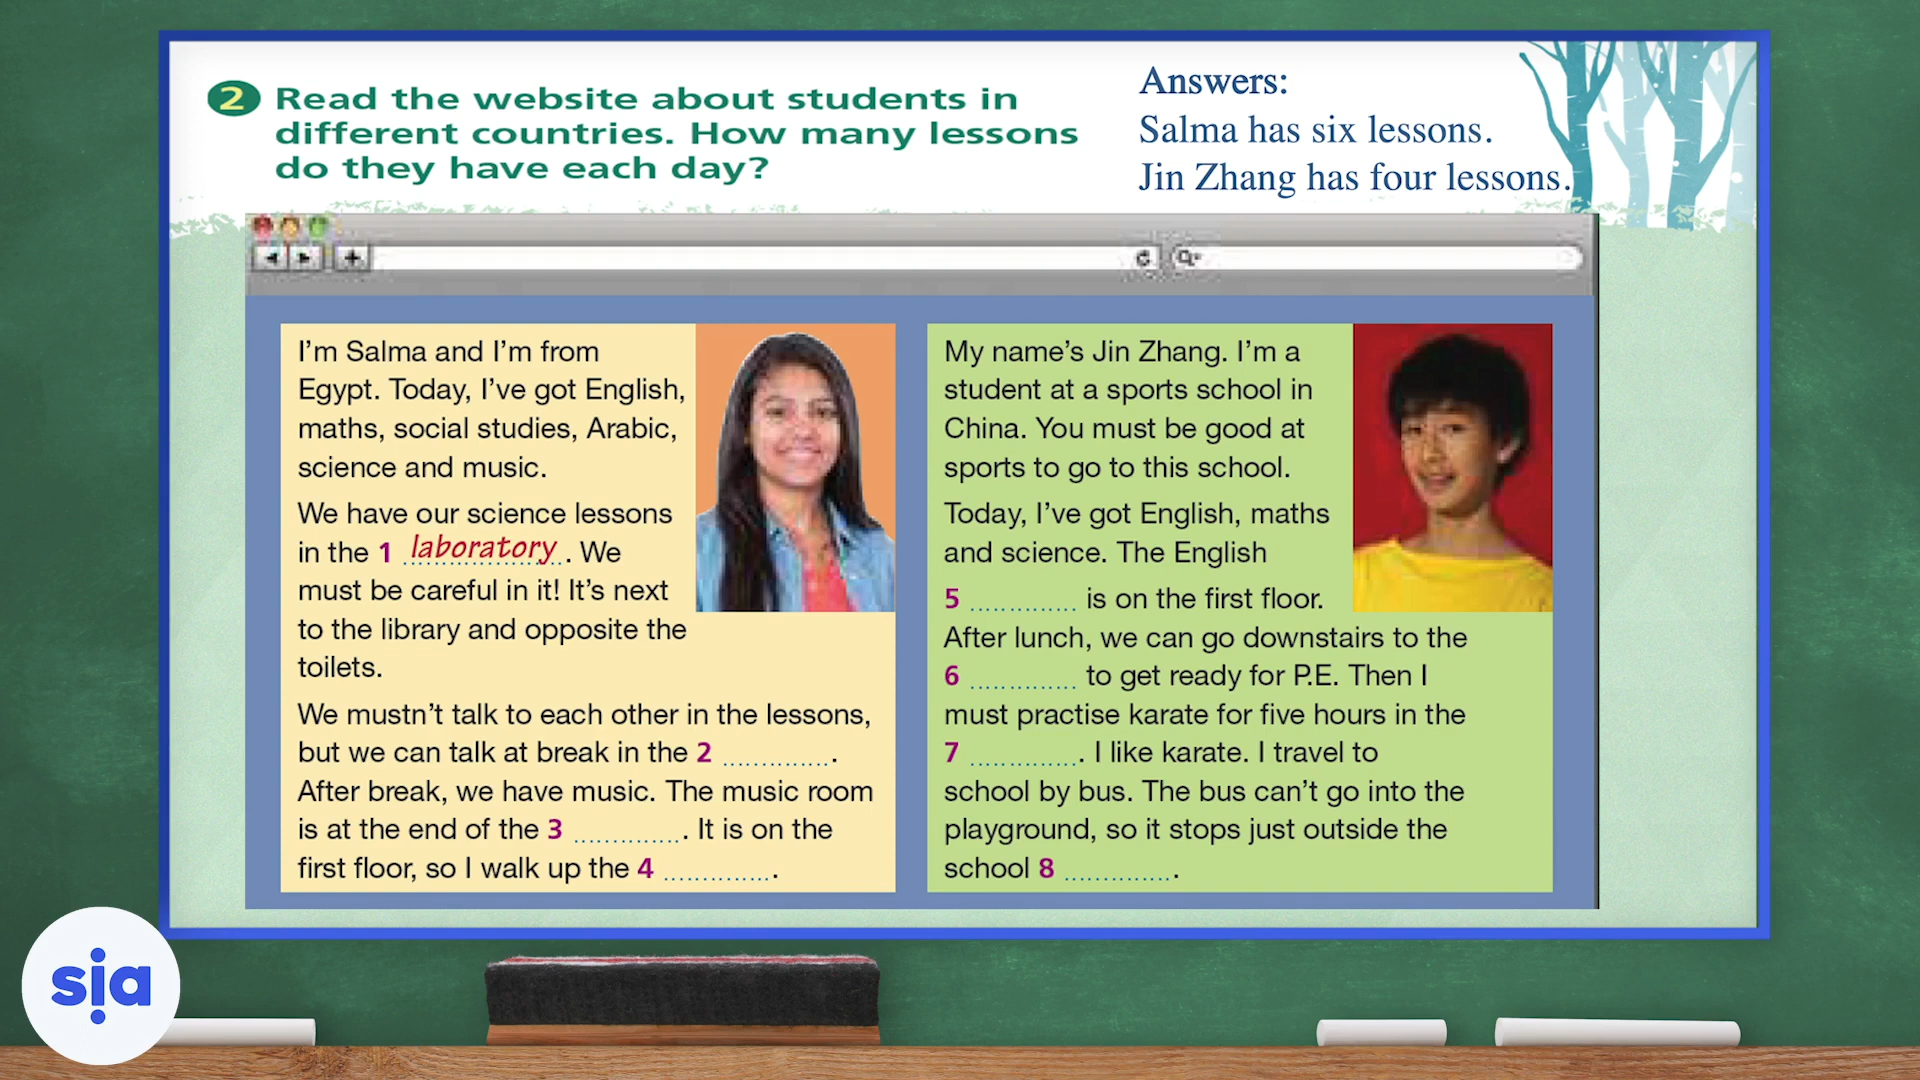 2 Read the website about students in
different countries. How many lessons
do they have each day?
Answers:
Salma has six lessons.
Jin Zhang has four lessons.
I'm Salma and I'm from
Egypt. Today, I've got English,
maths, social studies, Arabic,
science and music.
We have our science lessons
in the 1 laboratory. We
must be careful in it! It's next
to the library and opposite the
toilets.
We mustn't talk to each other in the lessons,
but we can talk at break in the 2 .............
After break, we have music. The music room
is at the end of the 3 ............. It is on the
first floor, so I walk up the 4 .............
My name's Jin Zhang. I'm a
student at a sports school in
China. You must be good at
sports to go to this school.
Today, I've got English, maths
and science. The English
5 ............. is on the first floor.
After lunch, we can go downstairs to the
6 ............. to get ready for P.E. Then I
must practise karate for five hours in the
7 ............. I like karate. I travel to
school by bus. The bus can't go into the
playground, so it stops just outside the
school 8 .............
sia